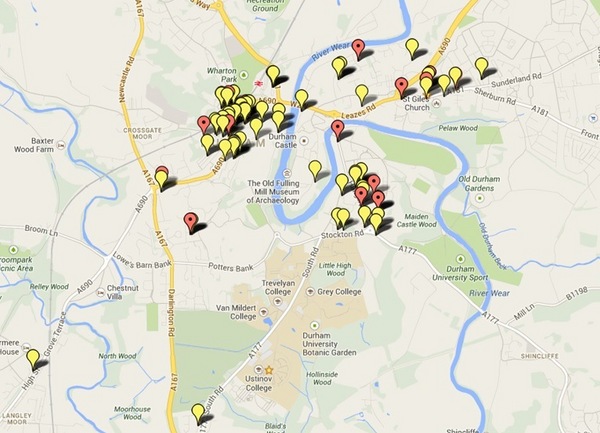 Recreation
Ground
s Way
A167
Newcastle Rd
A690
River Wear
Wharton
Park
A690
Sunderland Rd
A181
Sherburn Rd
A181
Front
Leazes Rd
St Giles
Church
CROSSGATE
MOOR
Baxter
Wood Farm
Durham
Castle
Pelaw Wood
A690
M
The Old Fulling
Mill Museum
of Archaeology
Old Durham
Gardens
A167
A690
Maiden
Castle Wood
Old Durham Beck
Broom Ln
Stockton Rd
A177
Lowe's Barn Bank
Potters Bank
Broompark
Picnic Area
A690
Relley Wood
Chestnut
Villa
Little High
Wood
South Rd
Durham
University Sport
River Wear
B1178
Mill Ln
Trevelyan
College
Grey College
Van Mildert
College
A177
Darlington Rd
Grove Terrace
North Wood
Durham
University
Botanic Garden
SHINCLIFFE
A177
House
High S
Ustinov
College
Hollinside
Wood
A167
South Rd
LANGLEY
MOOR
Moorhouse
Wood
Blaid's
Wood
Shincliffe